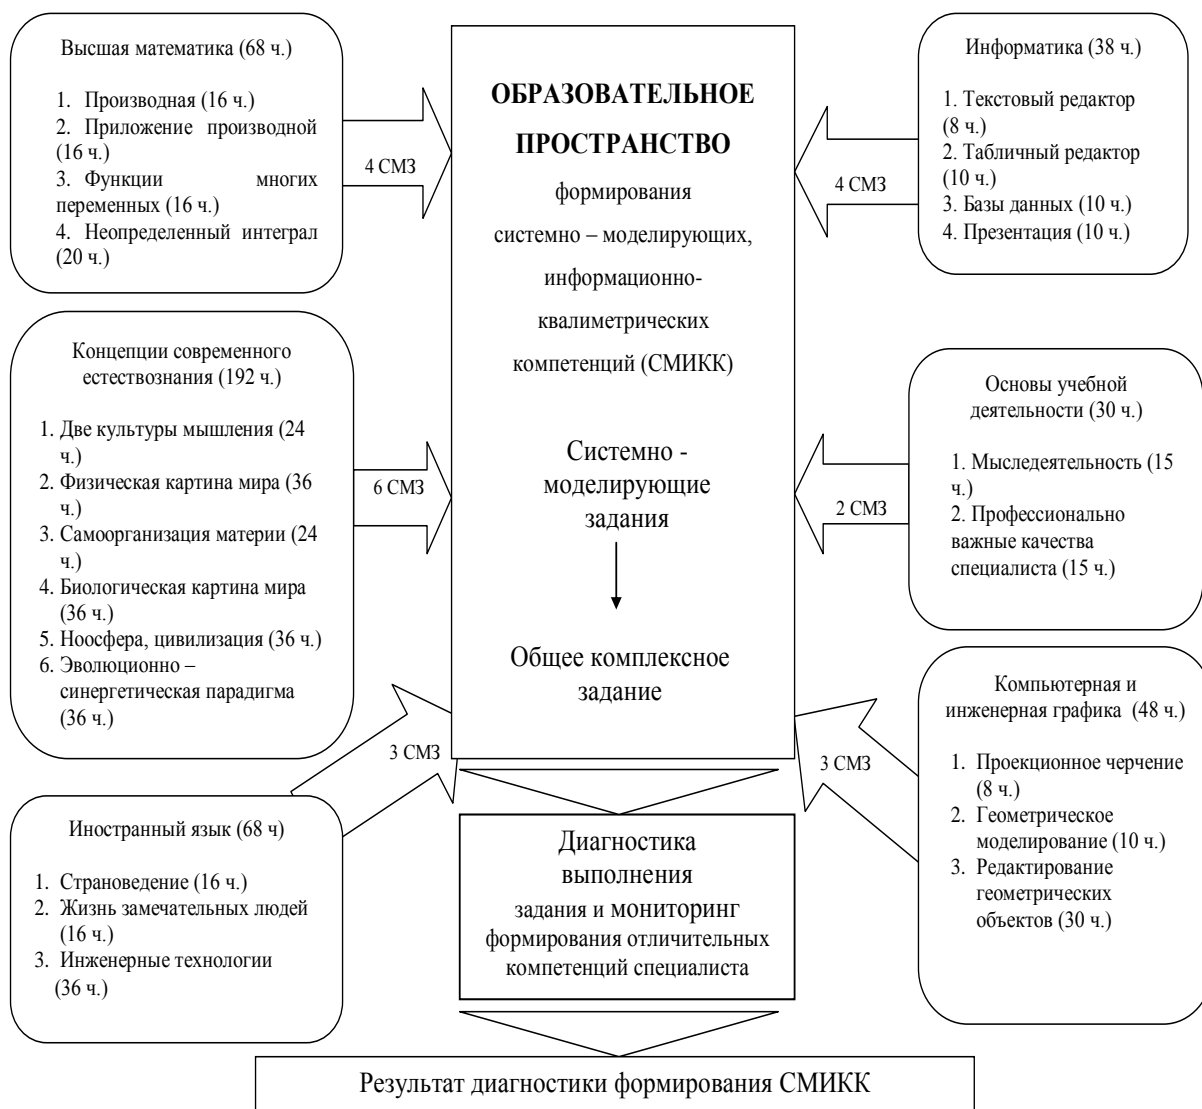 Высшая математика (68 ч.)
1. Производная (16 ч.)
2. Приложение производной
(16 ч.)
3. Функции многих
переменных (16 ч.)
4. Неопределенный интеграл
(20 ч.)
4 СМЗ
Концепции современного
естествознания (192 ч.)
1. Две культуры мышления (24
ч.)
2. Физическая картина мира (36
ч.)
3. Самоорганизация материи (24
ч.)
4. Биологическая картина мира
(36 ч.)
5. Ноосфера, цивилизация (36 ч.)
6. Эволюционно –
синергетическая парадигма
(36 ч.)
6 СМЗ
Иностранный язык (68 ч)
1. Страноведение (16 ч.)
2. Жизнь замечательных людей
(16 ч.)
3. Инженерные технологии
(36 ч.)
3 СМЗ
ОБРАЗОВАТЕЛЬНОЕ
ПРОСТРАНСТВО
формирования
системно – моделирующих,
информационно-
квалиметрических
компетенций (СМИКК)
Системно -
моделирующие
задания
Общее комплексное
задание
Информатика (38 ч.)
1. Текстовый редактор
(8 ч.)
2. Табличный редактор
(10 ч.)
3. Базы данных (10 ч.)
4. Презентация (10 ч.)
4 СМЗ
Основы учебной
деятельности (30 ч.)
1. Мыследеятельность (15
ч.)
2. Профессионально
важные качества
специалиста (15 ч.)
2 СМЗ
Компьютерная и
инженерная графика (48 ч.)
1. Проекционное черчение
(8 ч.)
2. Геометрическое
моделирование (10 ч.)
3. Редактирование
геометрических
объектов (30 ч.)
3 СМЗ
Диагностика
выполнения
задания и мониторинг
формирования отличительных
компетенций специалиста
Результат диагностики формирования СМИКК